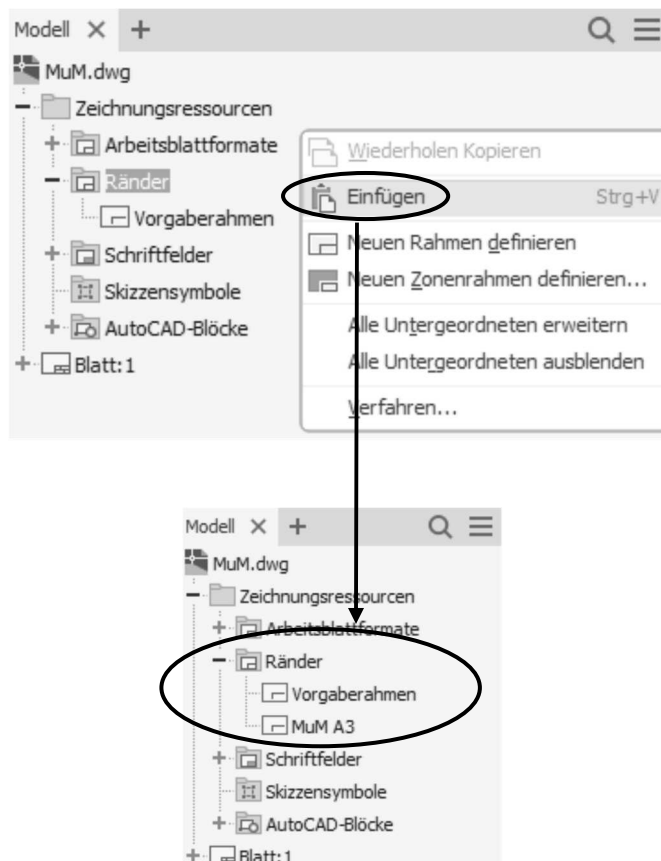 Modell
MuM.dwg
Zeichnungsressourcen
Arbeitsblattformate
Ränder
Vorgaberahmen
Schriftfelder
Skizzensymbole
AutoCAD-Blöcke
Blatt:1
Wiederholen Kopieren
Einfügen Strg+V
Neuen Rahmen definieren
Neuen Zonenrahmen definieren...
Alle Untergeordneten erweitern
Alle Untergeordneten ausblenden
Verfahren...
Modell
MuM.dwg
Zeichnungsressourcen
Arbeitsblattformate
Ränder
Vorgaberahmen
MuM A3
Schriftfelder
Skizzensymbole
AutoCAD-Blöcke
Blatt:1